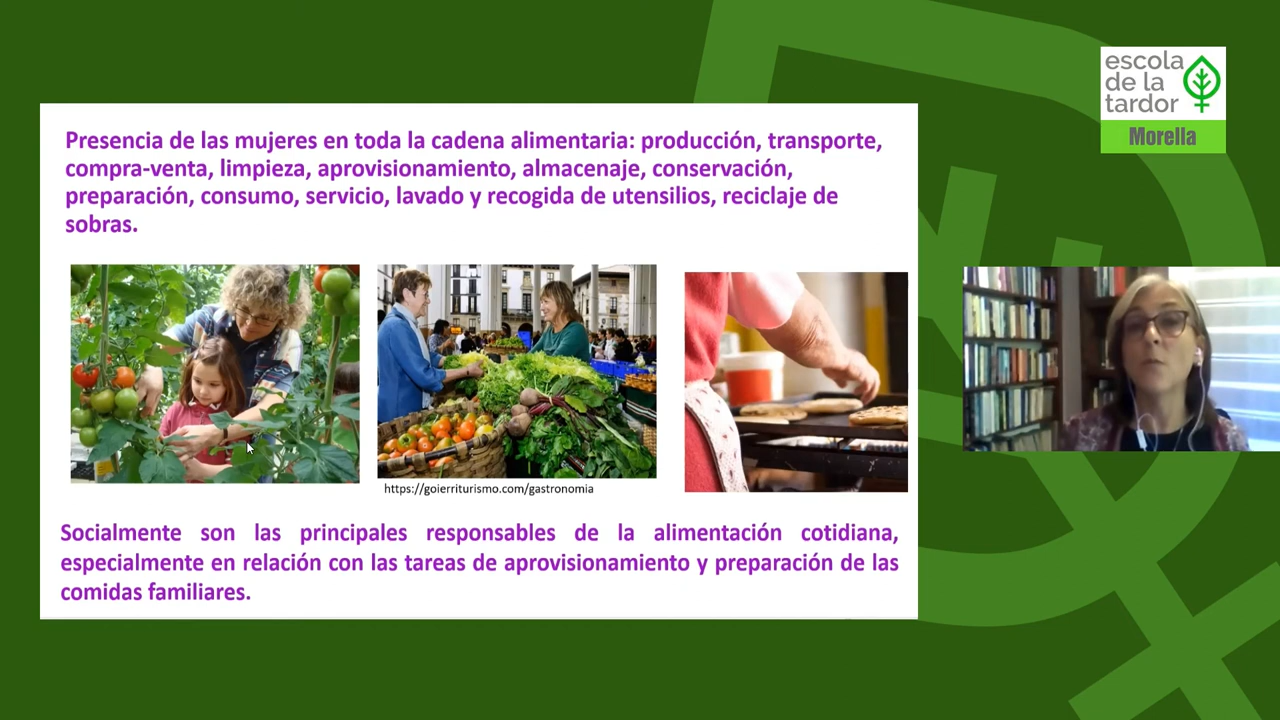 escola
de la
tardor
Morella
Presencia de las mujeres en toda la cadena alimentaria: producción, transporte,
compra-venta, limpieza, aprovisionamiento, almacenaje, conservación,
preparación, consumo, servicio, lavado y recogida de utensilios, reciclaje de
sobras.
https://goierriturismo.com/gastronomia
Socialmente son las principales responsables de la alimentación cotidiana,
especialmente en relación con las tareas de aprovisionamiento y preparación de las
comidas familiares.